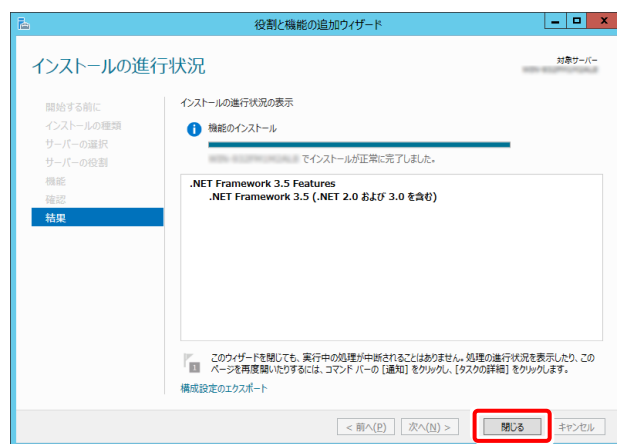 役割と機能の追加ウィザード
インストールの進行状況
対象サーバー
開始する前に
インストールの種類
サーバーの選択
サーバーの役割
機能
確認
結果
インストールの進行状況の表示
機能のインストール
でインストールが正常に完了しました。
.NET Framework 3.5 Features
.NET Framework 3.5 (.NET 2.0 および 3.0 を含む)
1
このウィザードを閉じても、実行中の処理が中断されることはありません。処理の進行状況を表示したり、この
ページを再度開いたりするには、コマンド バーの [通知] をクリックし、[タスクの詳細] をクリックします。
構成設定のエクスポート
< 前へ(P)
次へ(N) >
閉じる
キャンセル